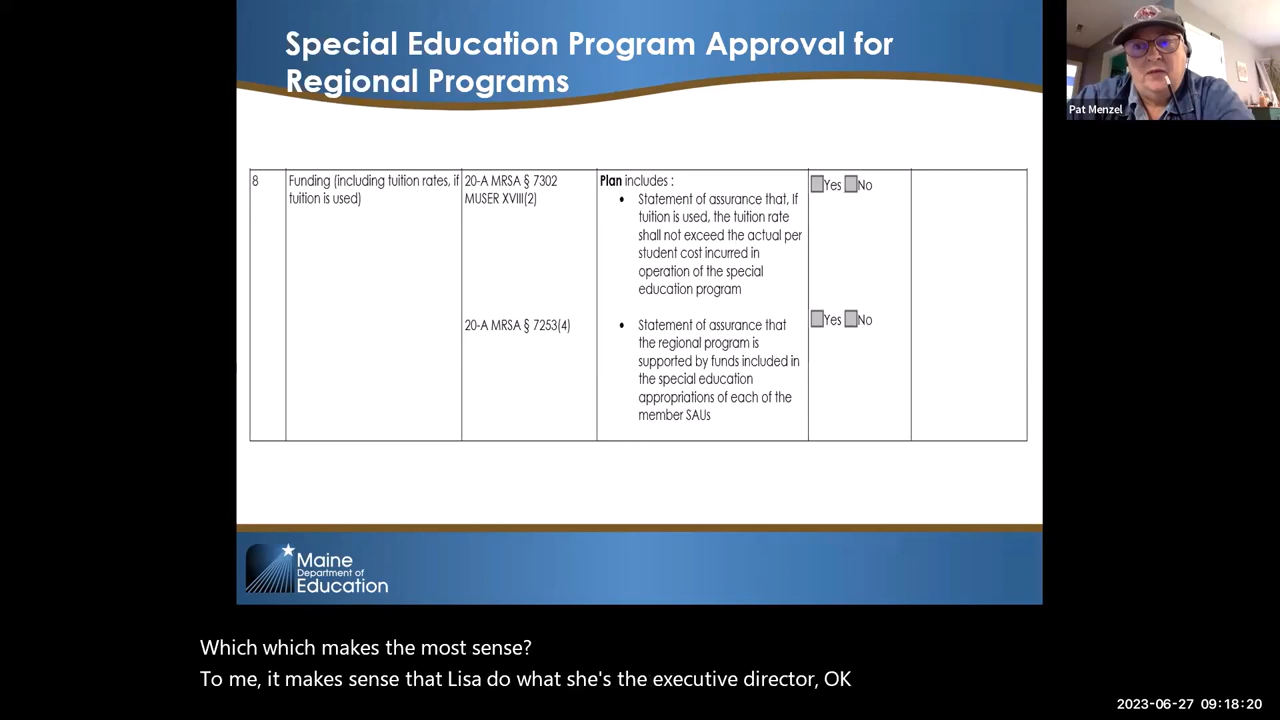 Special Education Program Approval for
Regional Programs
Pat Menzel
8
Funding (including tuition rates, if
tuition is used)
20-A MRSA § 7302
MUSER XVIII(2)
20-A MRSA § 7253(4)
Plan includes :
• Statement of assurance that, If
tuition is used, the tuition rate
shall not exceed the actual per
student cost incurred in
operation of the special
education program
• Statement of assurance that
the regional program is
supported by funds included in
the special education
appropriations of each of the
member SAUs
Yes No
Yes No
Maine
Department of
Education
Which which makes the most sense?
To me, it makes sense that Lisa do what she's the executive director, OK
2023-06-27 09:18:20